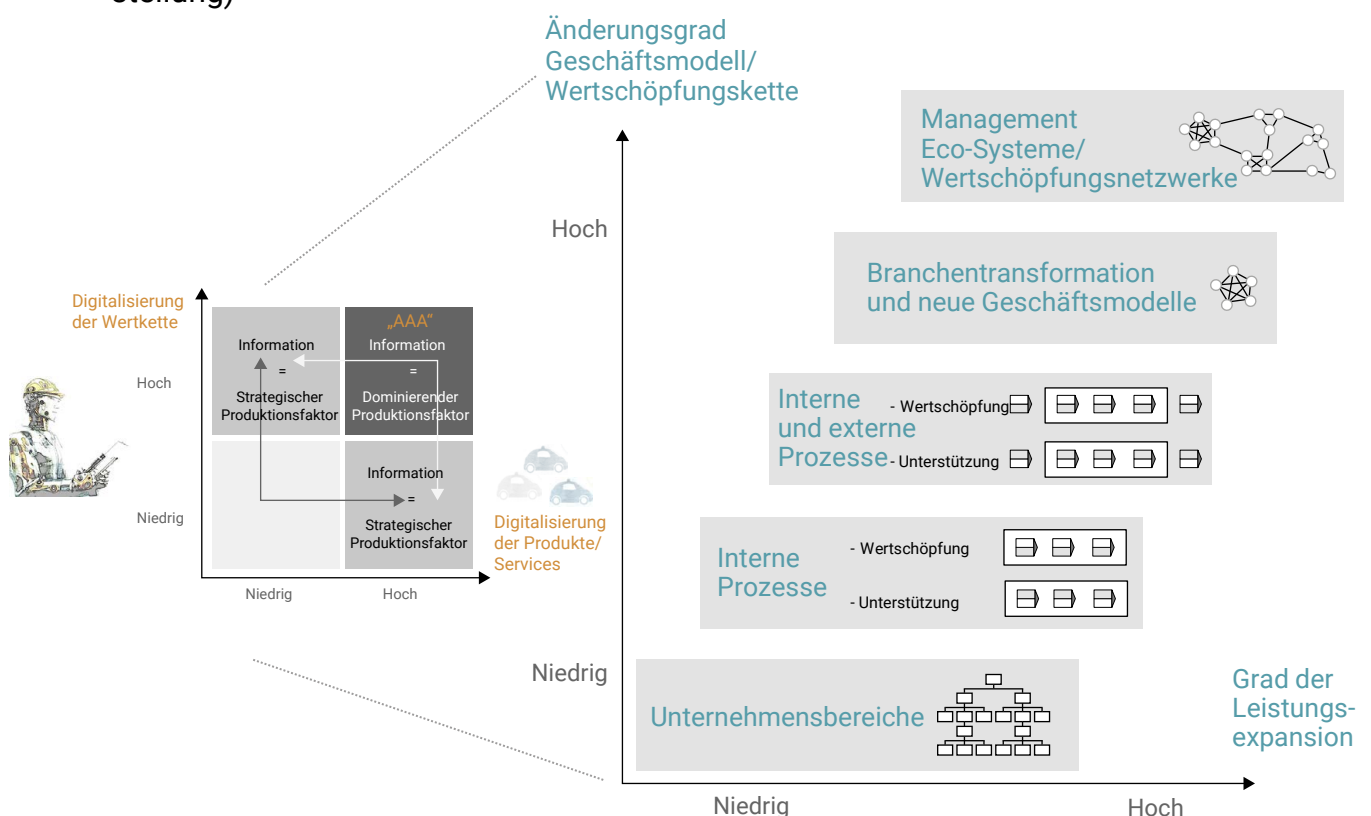 stellung)
Änderungsgrad
Geschäftsmodell/
Wertschöpfungskette
Management
Eco-Systeme/
Wertschöpfungsnetzwerke
Hoch
Branchentransformation
und neue Geschäftsmodelle
Digitalisierung
der Wertkette
„AAA"
Information
=
Strategischer
Produktionsfaktor
Information
=
Dominierender
Produktionsfaktor
Hoch
Interne
und externe
Prozesse
- Wertschöpfung
- Unterstützung
Information
=
Strategischer
Produktionsfaktor
Niedrig
Digitalisierung
der Produkte/
Services
Niedrig
Hoch
Interne
Prozesse
- Wertschöpfung
- Unterstützung
Niedrig
Unternehmensbereiche
Grad der
Leistungs-
expansion
Niedrig
Hoch